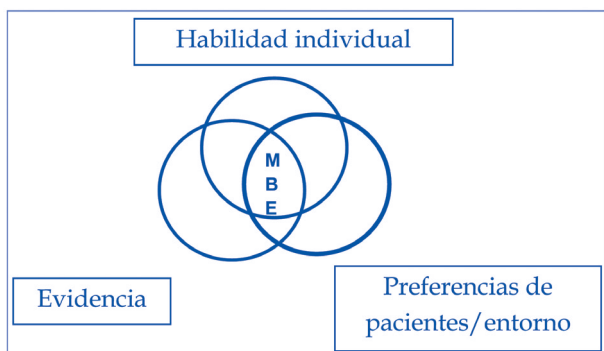 Habilidad individual
M
B
E
Evidencia
Preferencias de
pacientes/entorno